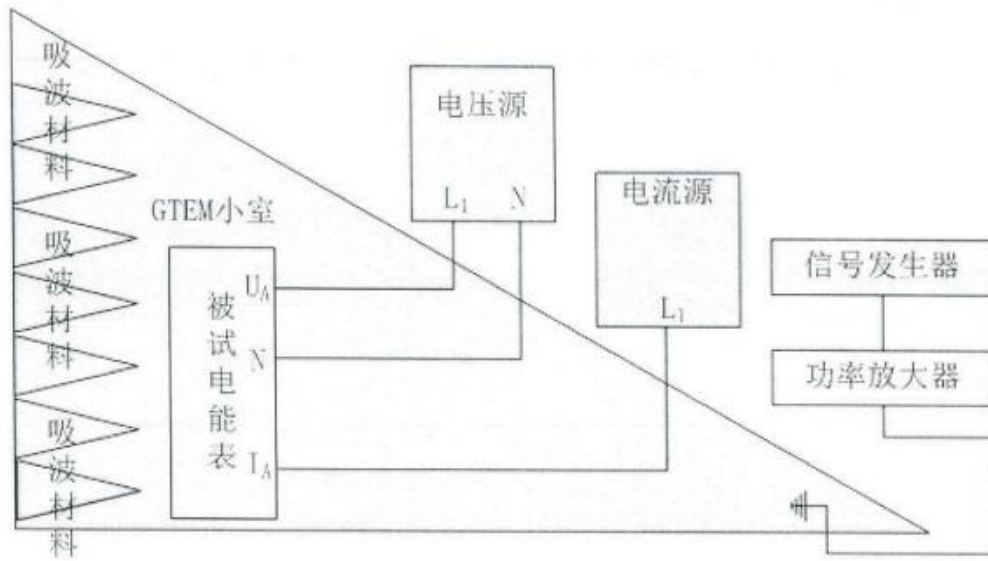 吸波材料
吸波材料
吸波材料
GTEM小室
被试电能表
U_A
N
I_A
电压源
L₁ N
电流源
L₁
信号发生器
功率放大器